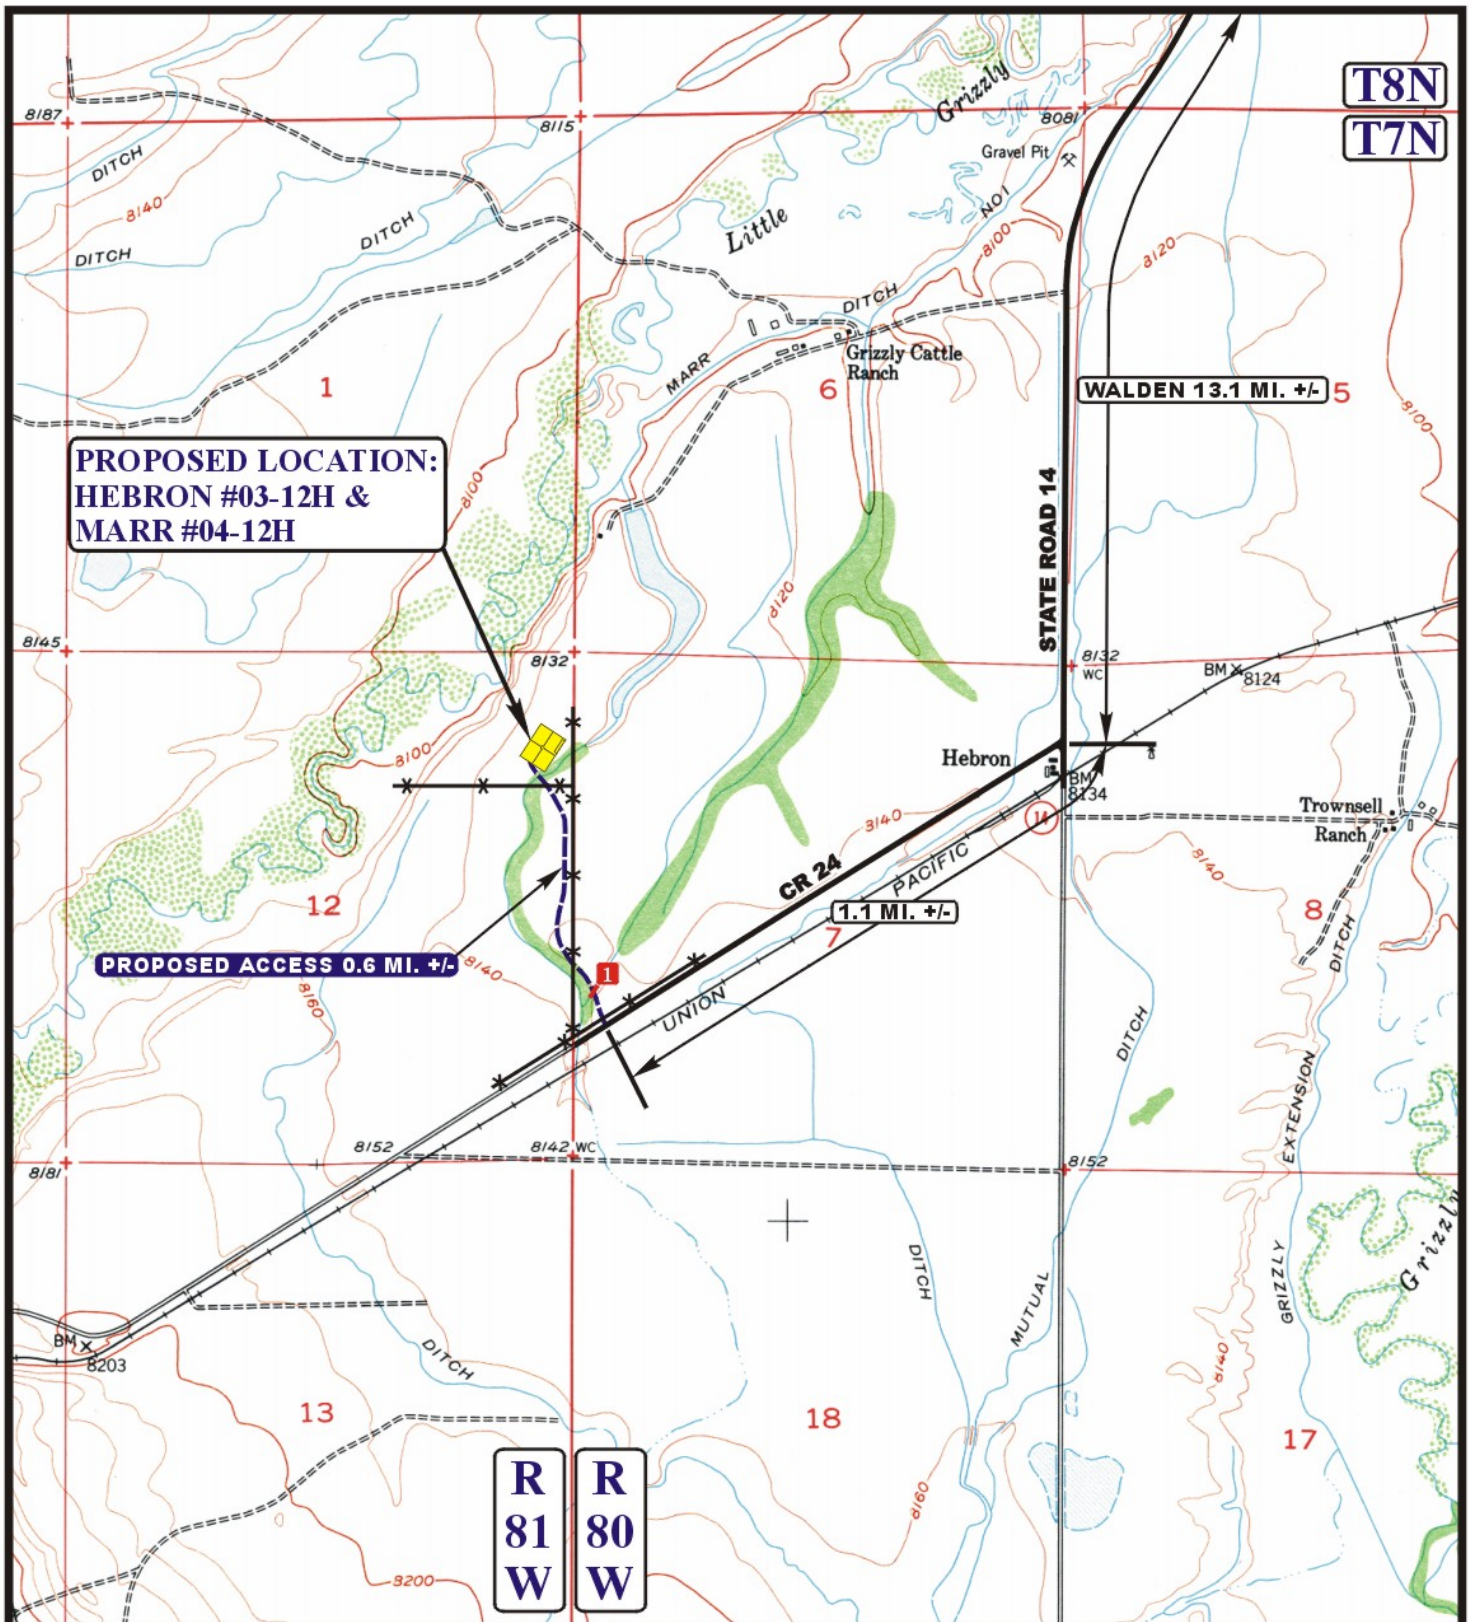 T8N
T7N
8187
8115
8081
Grizzly
Little
Gravel Pit
NO 1
DITCH
8140
DITCH
DITCH
8100
8120
DITCH
MARR
Grizzly Cattle
Ranch
1
6
5
WALDEN 13.1 MI. +/-
8100
PROPOSED LOCATION:
HEBRON #03-12H &
MARR #04-12H
8100
STATE ROAD 14
8120
8145
8132
8132
WC
BM
8124
8100
Hebron
BM
8134
14
Trownsell
Ranch
3140
CR 24
PACIFIC
1.1 MI. +/-
7
UNION
8140
8
DITCH
12
PROPOSED ACCESS 0.6 MI. +/-
8140
8160
1
DITCH
EXTENSION
GRIZZLY
8181
8152
8142 WC
8152
Grizzly
DITCH
MUTUAL
8140
BM
8203
DITCH
13
18
17
8160
3200
R
81
W
R
80
W